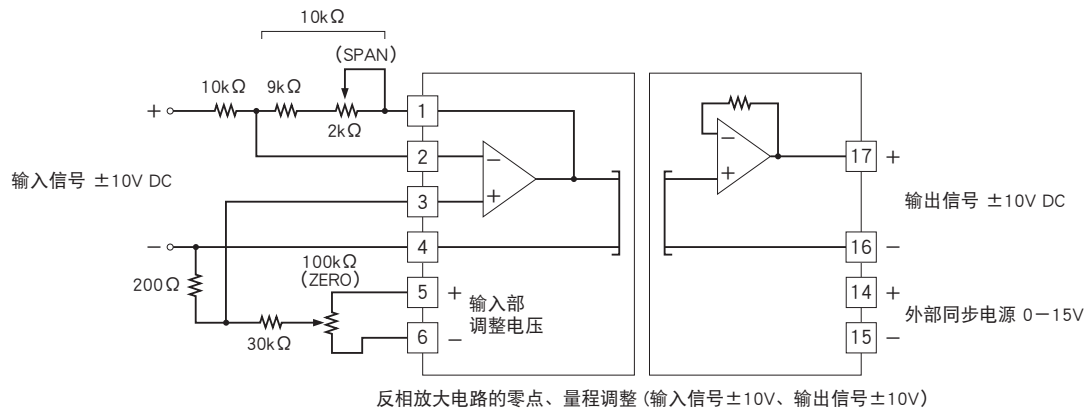 10kΩ
(SPAN)
10kΩ
9kΩ
2kΩ
+
1
2
3
4
5
6
−
+
输入信号 ±10V DC
−
200Ω
100kΩ
(ZERO)
30kΩ
+
−
输入部
调整电压
−
+
17
16
14
15
+
−
+
−
输出信号 ±10V DC
外部同步电源 0−15V
反相放大电路的零点、量程调整 (输入信号±10V、输出信号±10V)